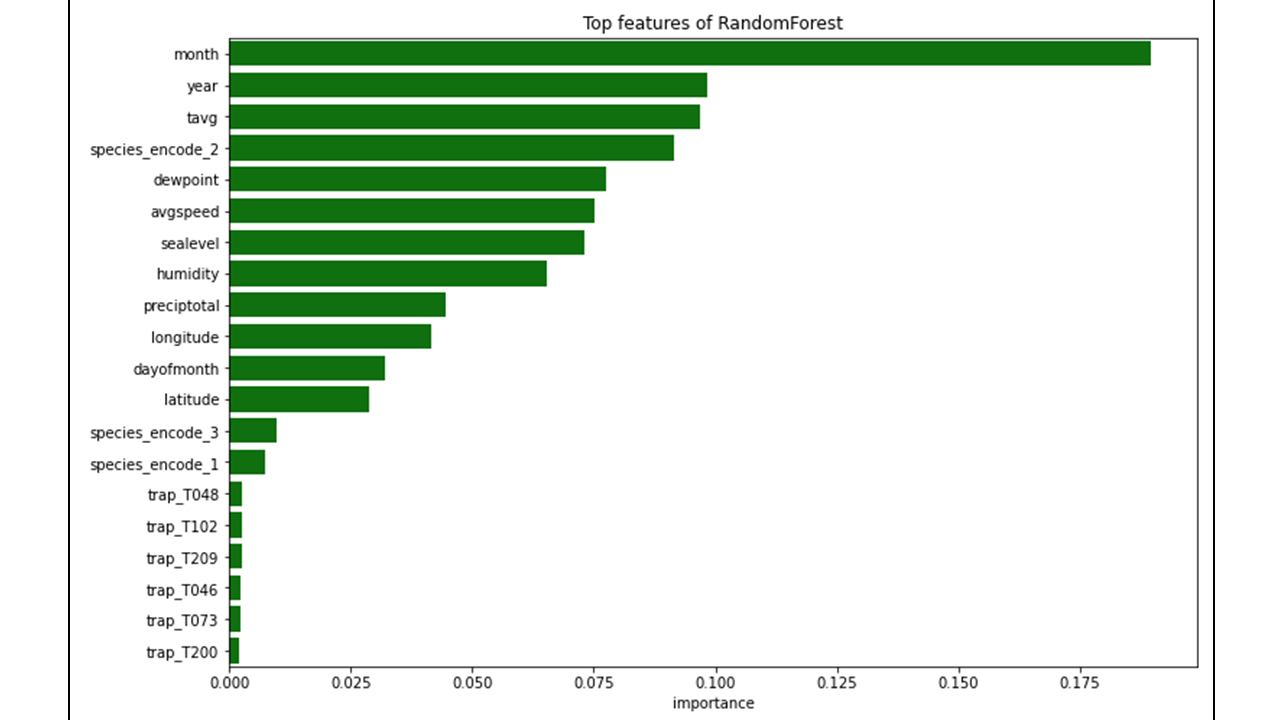 Top features of RandomForest
month
year
tavg
species_encode_2
dewpoint
avgspeed
sealevel
humidity
preciptotal
longitude
dayofmonth
latitude
species_encode_3
species_encode_1
trap_T048
trap_T102
trap_T209
trap_T046
trap_T073
trap_T200
0.000 0.025 0.050 0.075 0.100 0.125 0.150 0.175
importance